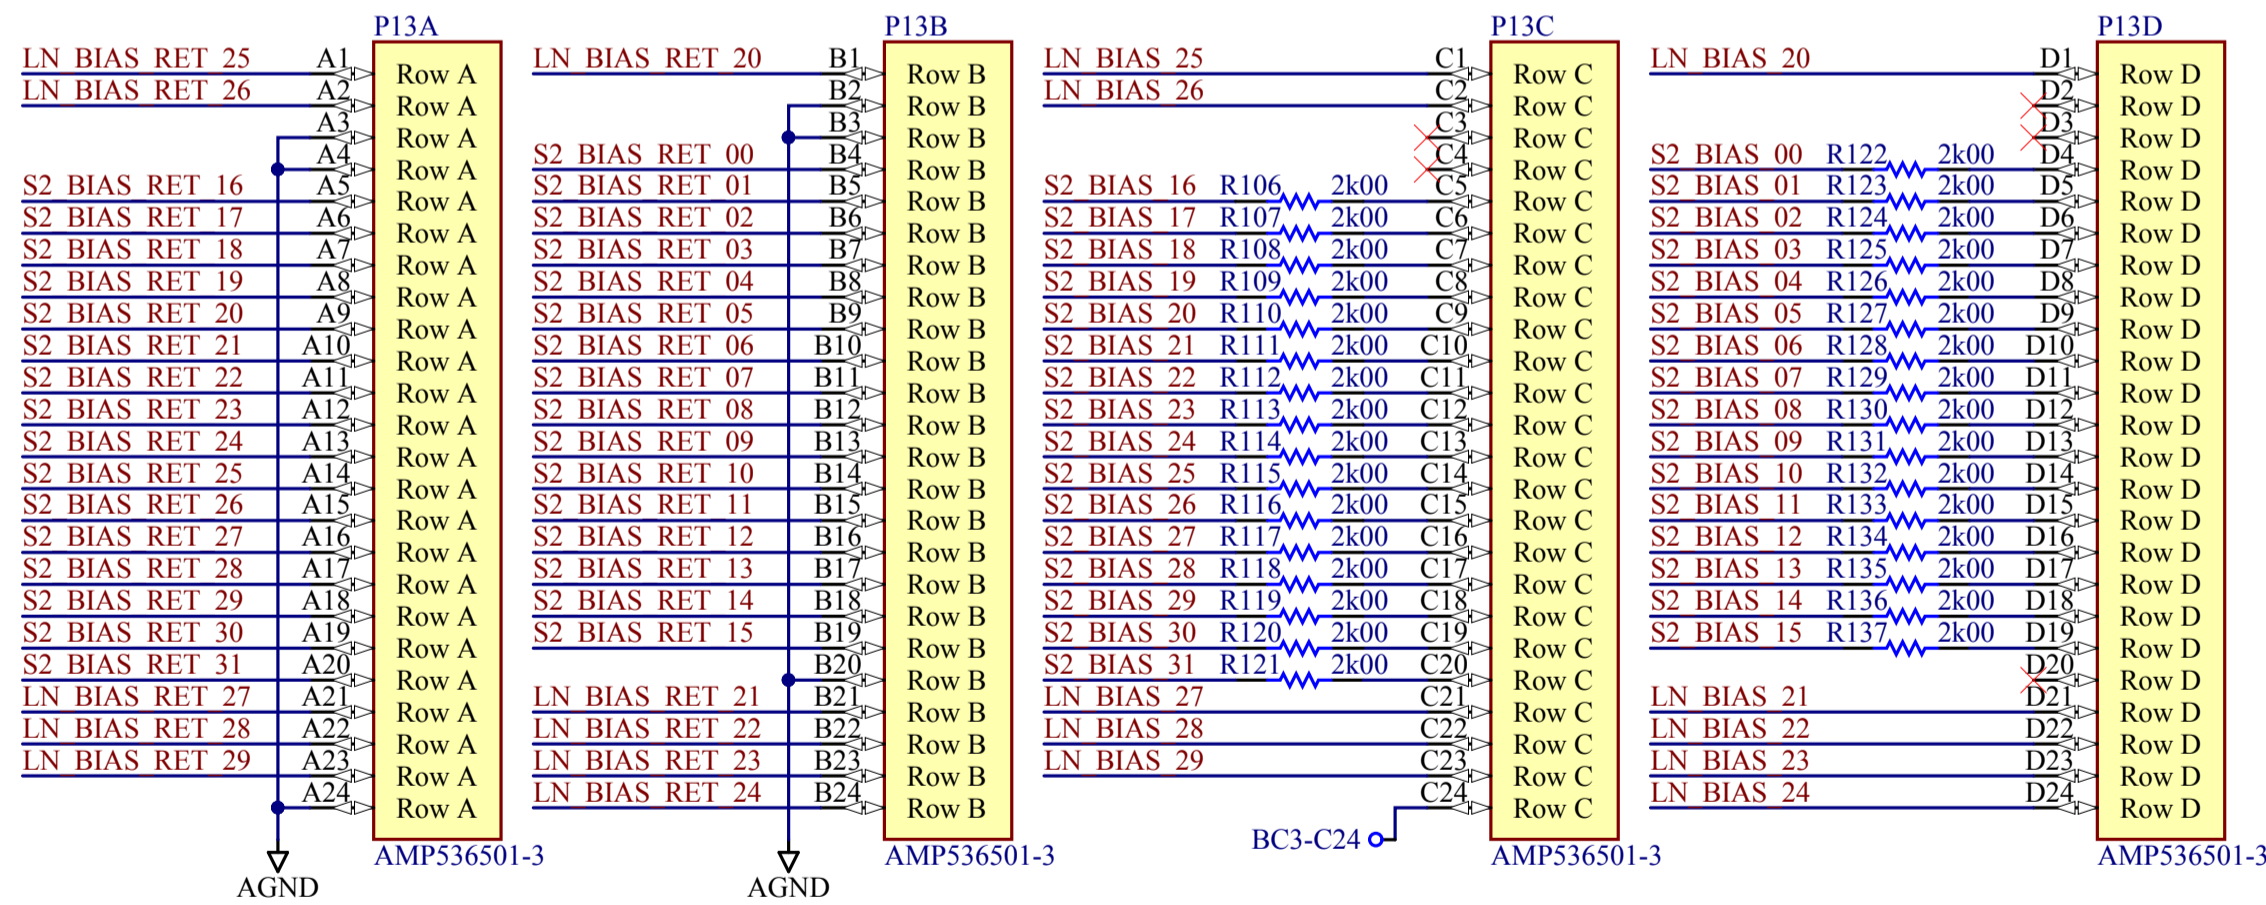 P13A
LN_BIAS_RET_25 A1 Row A
LN_BIAS_RET_26 A2 Row A
A3 Row A
A4 Row A
S2_BIAS_RET_16 A5 Row A
S2_BIAS_RET_17 A6 Row A
S2_BIAS_RET_18 A7 Row A
S2_BIAS_RET_19 A8 Row A
S2_BIAS_RET_20 A9 Row A
S2_BIAS_RET_21 A10 Row A
S2_BIAS_RET_22 A11 Row A
S2_BIAS_RET_23 A12 Row A
S2_BIAS_RET_24 A13 Row A
S2_BIAS_RET_25 A14 Row A
S2_BIAS_RET_26 A15 Row A
S2_BIAS_RET_27 A16 Row A
S2_BIAS_RET_28 A17 Row A
S2_BIAS_RET_29 A18 Row A
S2_BIAS_RET_30 A19 Row A
S2_BIAS_RET_31 A20 Row A
LN_BIAS_RET_27 A21 Row A
LN_BIAS_RET_28 A22 Row A
LN_BIAS_RET_29 A23 Row A
A24 Row A
AMP536501-3
AGND
P13B
LN_BIAS_RET_20 B1 Row B
B2 Row B
B3 Row B
S2_BIAS_RET_00 B4 Row B
S2_BIAS_RET_01 B5 Row B
S2_BIAS_RET_02 B6 Row B
S2_BIAS_RET_03 B7 Row B
S2_BIAS_RET_04 B8 Row B
S2_BIAS_RET_05 B9 Row B
S2_BIAS_RET_06 B10 Row B
S2_BIAS_RET_07 B11 Row B
S2_BIAS_RET_08 B12 Row B
S2_BIAS_RET_09 B13 Row B
S2_BIAS_RET_10 B14 Row B
S2_BIAS_RET_11 B15 Row B
S2_BIAS_RET_12 B16 Row B
S2_BIAS_RET_13 B17 Row B
S2_BIAS_RET_14 B18 Row B
S2_BIAS_RET_15 B19 Row B
B20 Row B
LN_BIAS_RET_21 B21 Row B
LN_BIAS_RET_22 B22 Row B
LN_BIAS_RET_23 B23 Row B
LN_BIAS_RET_24 B24 Row B
AMP536501-3
AGND
P13C
LN_BIAS_25 C1 Row C
LN_BIAS_26 C2 Row C
C3 Row C
C4 Row C
S2_BIAS_16 R106 2k00 C5 Row C
S2_BIAS_17 R107 2k00 C6 Row C
S2_BIAS_18 R108 2k00 C7 Row C
S2_BIAS_19 R109 2k00 C8 Row C
S2_BIAS_20 R110 2k00 C9 Row C
S2_BIAS_21 R111 2k00 C10 Row C
S2_BIAS_22 R112 2k00 C11 Row C
S2_BIAS_23 R113 2k00 C12 Row C
S2_BIAS_24 R114 2k00 C13 Row C
S2_BIAS_25 R115 2k00 C14 Row C
S2_BIAS_26 R116 2k00 C15 Row C
S2_BIAS_27 R117 2k00 C16 Row C
S2_BIAS_28 R118 2k00 C17 Row C
S2_BIAS_29 R119 2k00 C18 Row C
S2_BIAS_30 R120 2k00 C19 Row C
S2_BIAS_31 R121 2k00 C20 Row C
LN_BIAS_27 C21 Row C
LN_BIAS_28 C22 Row C
LN_BIAS_29 C23 Row C
C24 Row C
BC3-C24
AMP536501-3
P13D
LN_BIAS_20 D1 Row D
D2 Row D
D3 Row D
S2_BIAS_00 R122 2k00 D4 Row D
S2_BIAS_01 R123 2k00 D5 Row D
S2_BIAS_02 R124 2k00 D6 Row D
S2_BIAS_03 R125 2k00 D7 Row D
S2_BIAS_04 R126 2k00 D8 Row D
S2_BIAS_05 R127 2k00 D9 Row D
S2_BIAS_06 R128 2k00 D10 Row D
S2_BIAS_07 R129 2k00 D11 Row D
S2_BIAS_08 R130 2k00 D12 Row D
S2_BIAS_09 R131 2k00 D13 Row D
S2_BIAS_10 R132 2k00 D14 Row D
S2_BIAS_11 R133 2k00 D15 Row D
S2_BIAS_12 R134 2k00 D16 Row D
S2_BIAS_13 R135 2k00 D17 Row D
S2_BIAS_14 R136 2k00 D18 Row D
S2_BIAS_15 R137 2k00 D19 Row D
D20 Row D
LN_BIAS_21 D21 Row D
LN_BIAS_22 D22 Row D
LN_BIAS_23 D23 Row D
LN_BIAS_24 D24 Row D
AMP536501-3